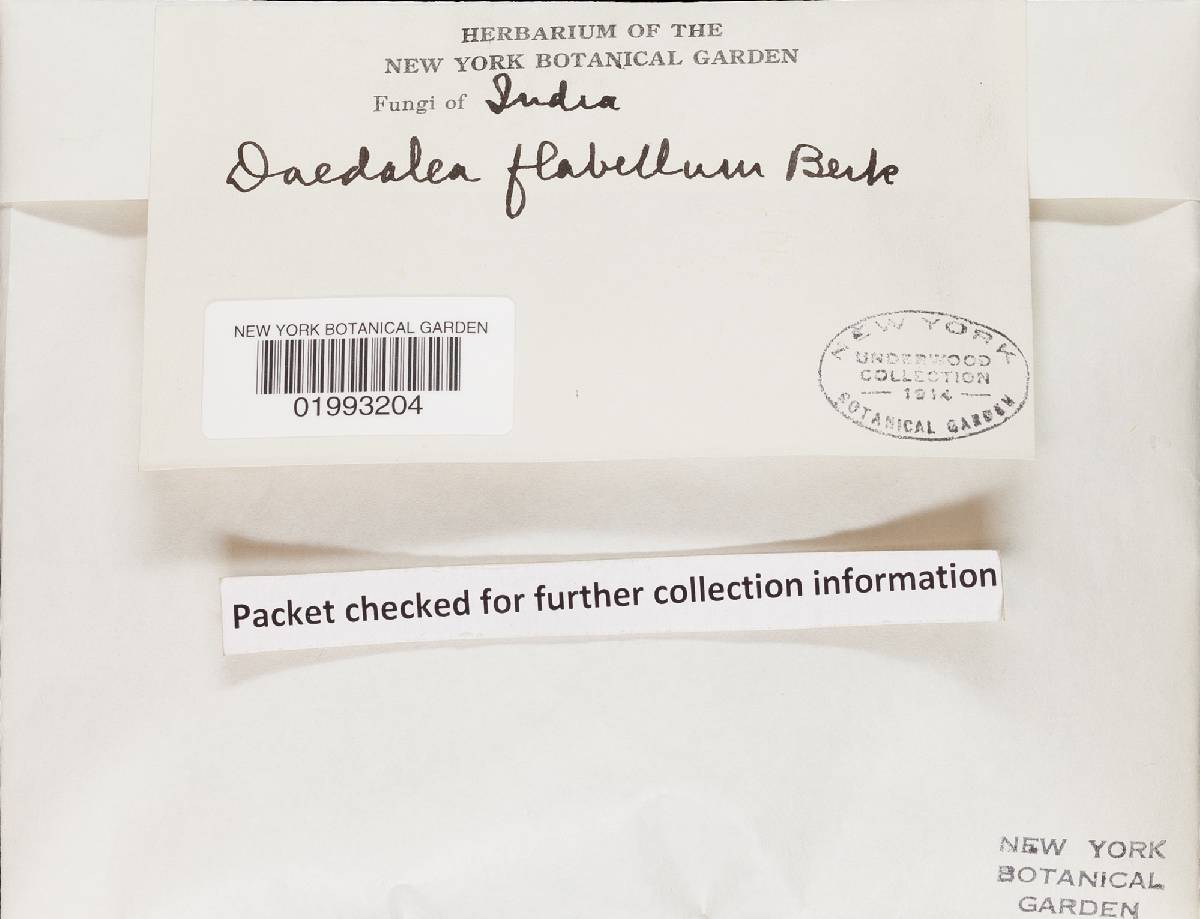 HERBARIUM OF THE
NEW YORK BOTANICAL GARDEN
Fungi of India
Daedalea flabellum Berk
NEW YORK BOTANICAL GARDEN
01993204
NEW YORK
UNDERWOOD
COLLECTION
1914
BOTANICAL GARDEN
Packet checked for further collection information
NEW YORK
BOTANICAL
GARDEN